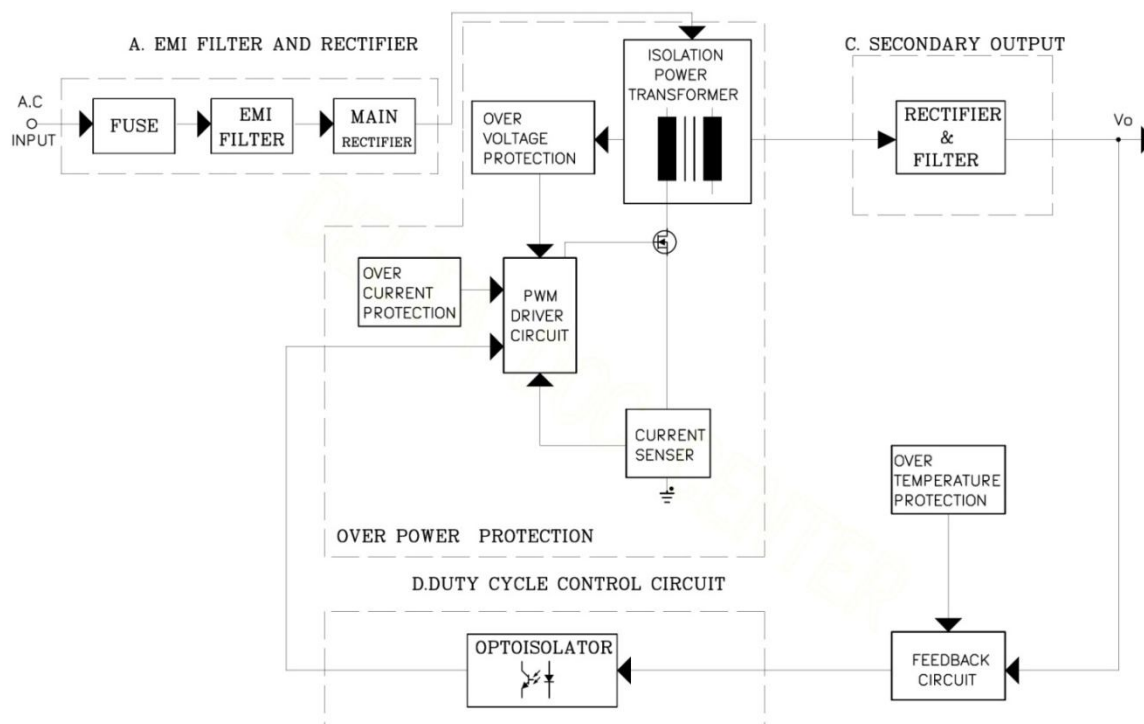 A. EMI FILTER AND RECTIFIER
A.C
INPUT
FUSE
EMI
FILTER
MAIN
RECTIFIER
OVER
VOLTAGE
PROTECTION
ISOLATION
POWER
TRANSFORMER
C. SECONDARY OUTPUT
RECTIFIER
&
FILTER
Vo
OVER
CURRENT
PROTECTION
PWM
DRIVER
CIRCUIT
CURRENT
SENSER
OVER
TEMPERATURE
PROTECTION
OVER POWER PROTECTION
D.DUTY CYCLE CONTROL CIRCUIT
OPTOISOLATOR
FEEDBACK
CIRCUIT